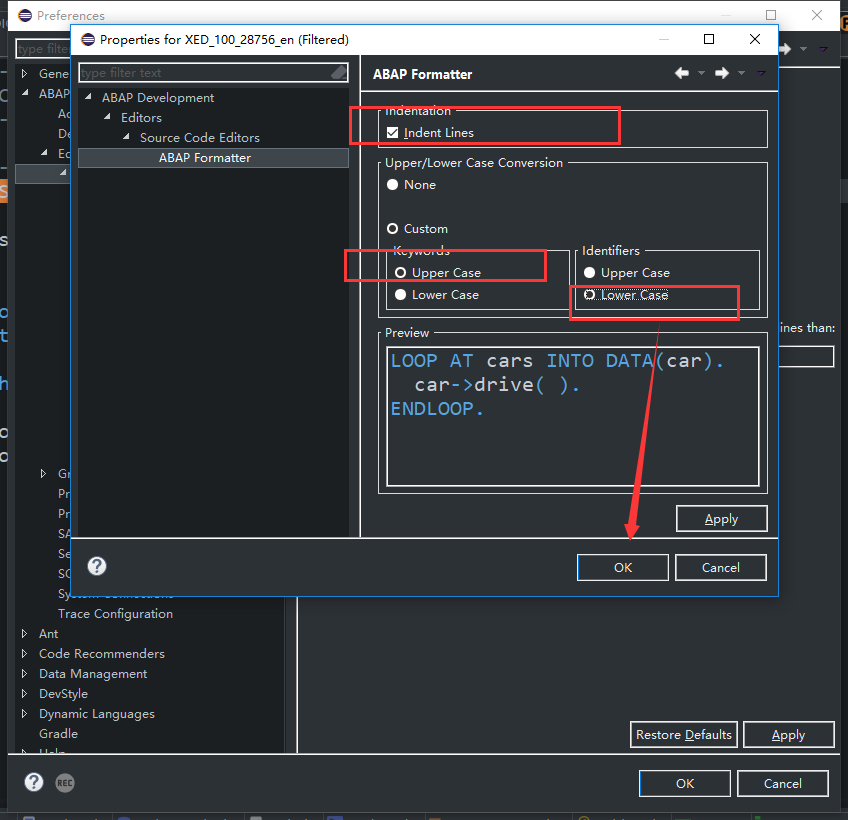 Preferences
Properties for XED_100_28756_en (Filtered)
type filter text
ABAP Development
Editors
Source Code Editors
ABAP Formatter
ABAP Formatter
Indentation
Indent Lines
Upper/Lower Case Conversion
None
Custom
Keywords
Upper Case
Lower Case
Identifiers
Upper Case
Lower Case
Preview
LOOP AT cars INTO DATA(car).
car->drive( ).
ENDLOOP.
Apply
OK
Cancel
type filte
Gene
ABAP
Ac
De
Ed
ines than:
Gr
Pr
Pr
SA
Se
SC
System Connections
Trace Configuration
Ant
Code Recommenders
Data Management
DevStyle
Dynamic Languages
Gradle
Help
Restore Defaults
Apply
REC
OK
Cancel